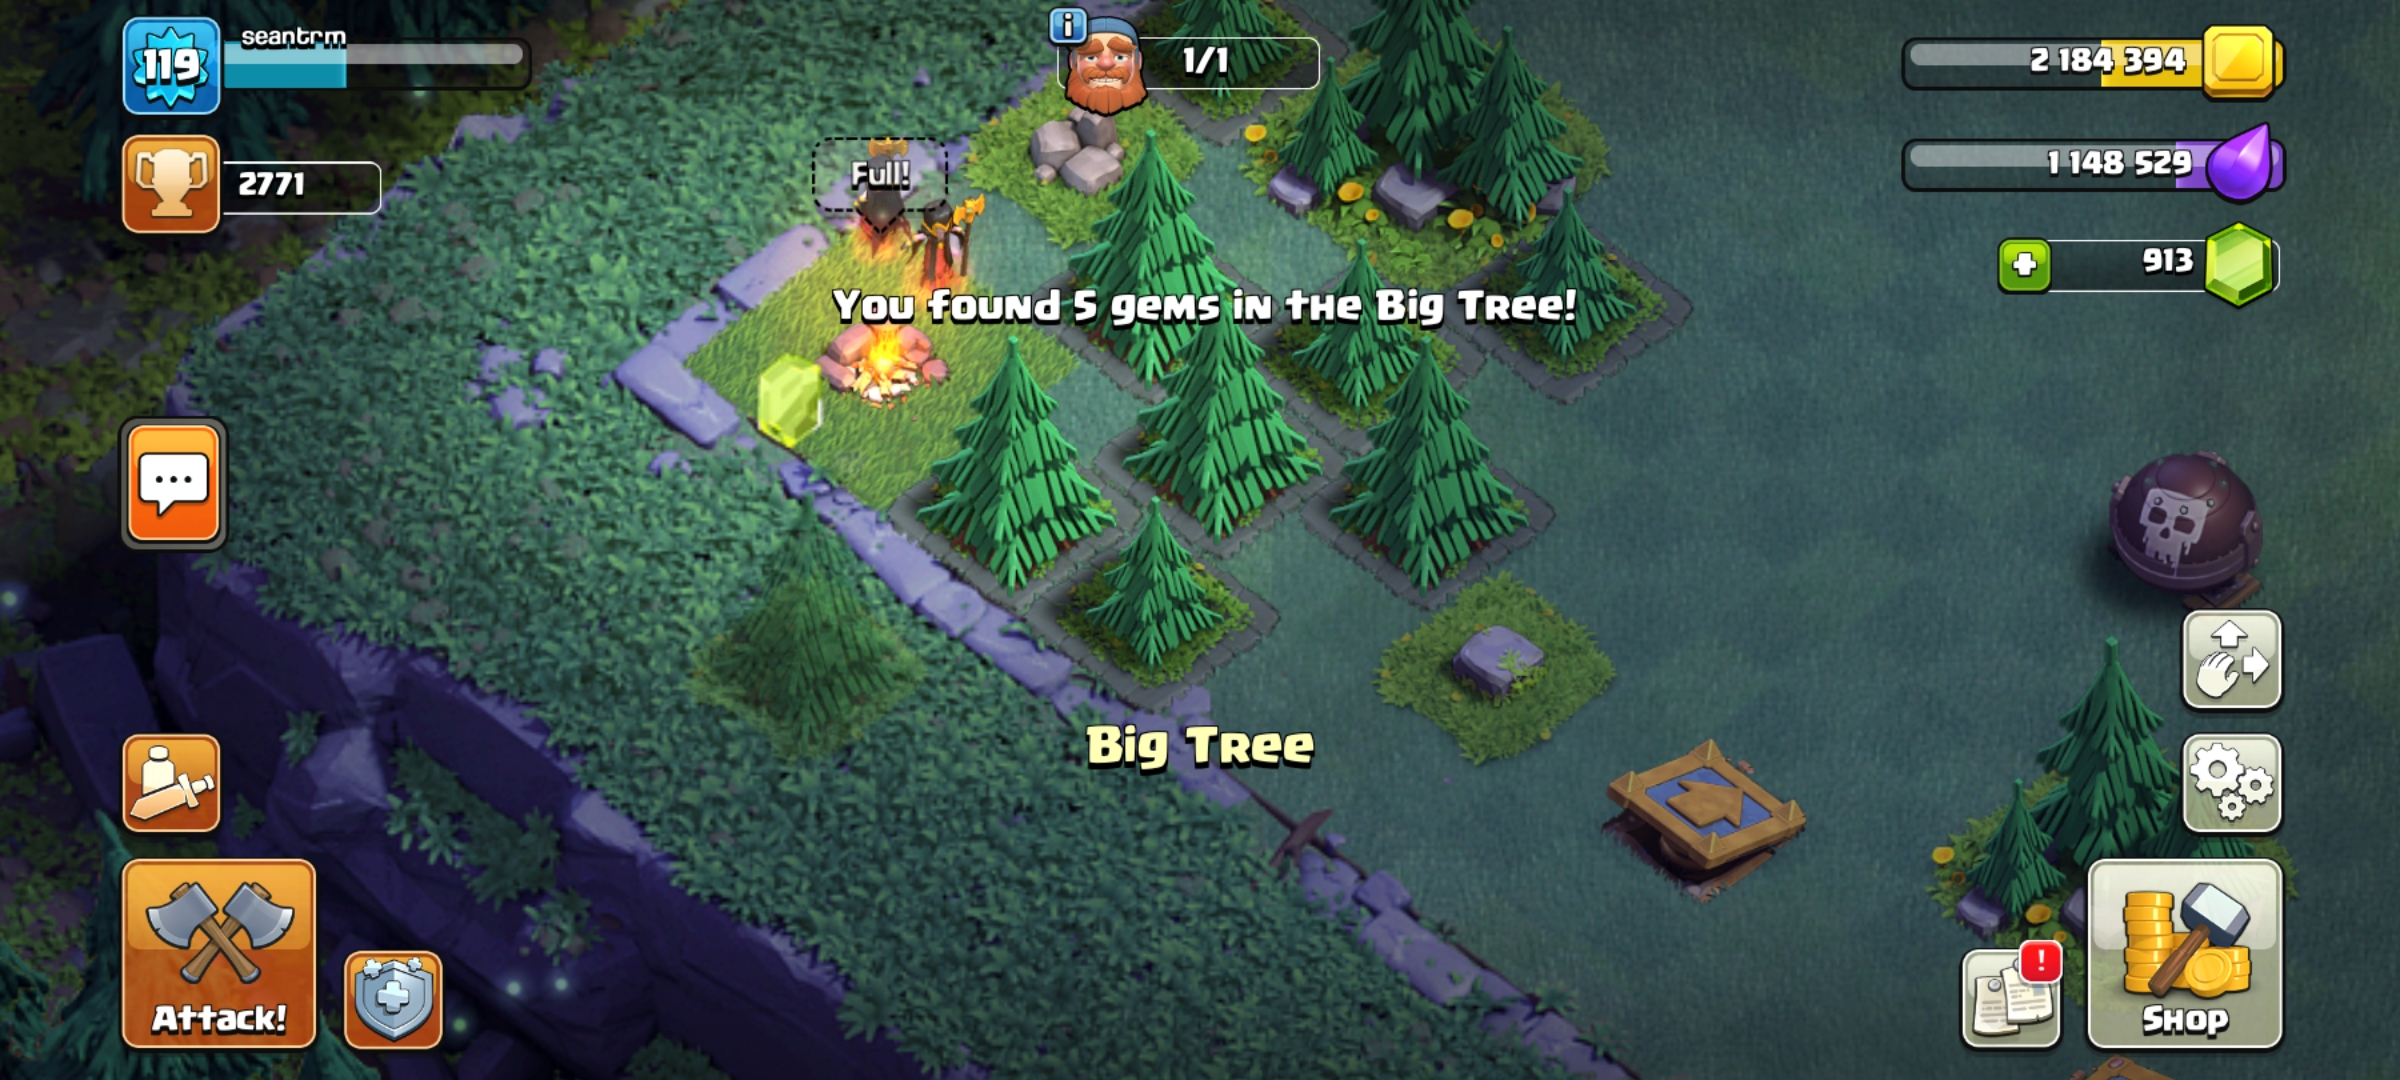 119
seantrm
1/1
2 184 394
2771
Full!
1 148 529
913
You found 5 gems in the Big Tree!
Big Tree
Attack!
Shop